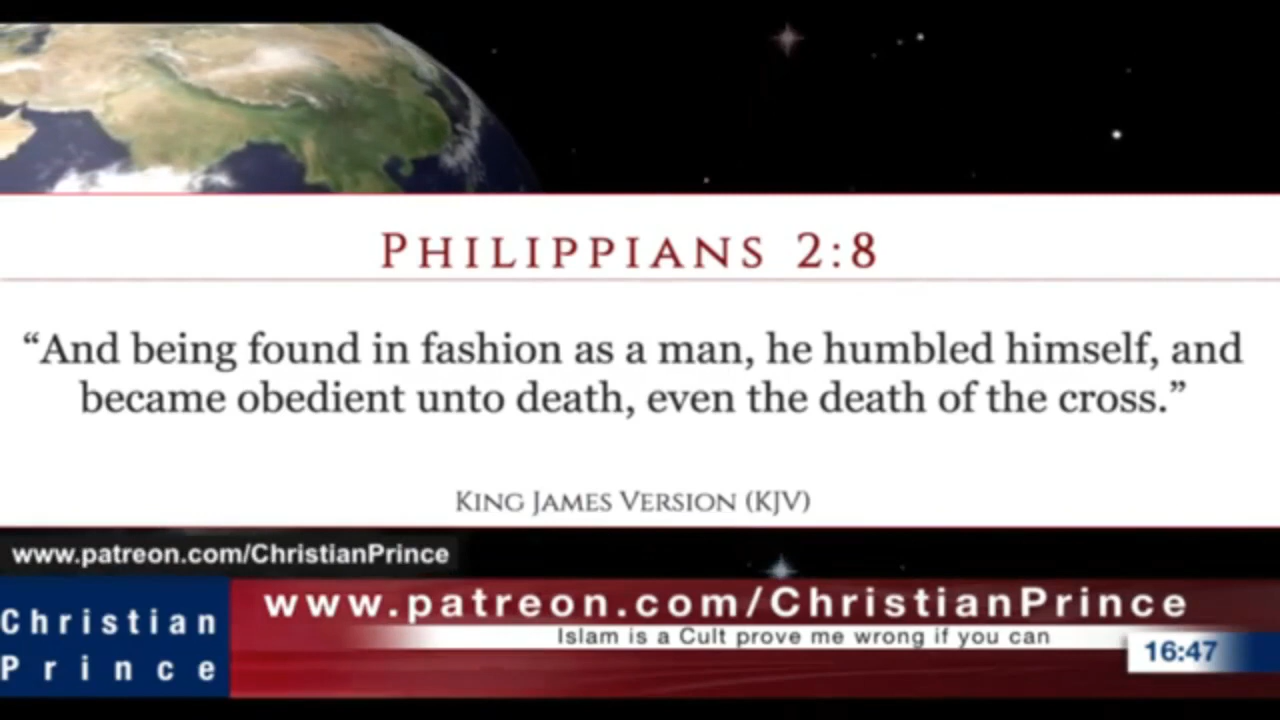 PHILIPPIANS 2:8
“And being found in fashion as a man, he humbled himself, and
became obedient unto death, even the death of the cross.”
KING JAMES VERSION (KJV)
www.patreon.com/ChristianPrince
www.patreon.com/ChristianPrince
Islam is a Cult prove me wrong if you can
Christian
Prince
16:47